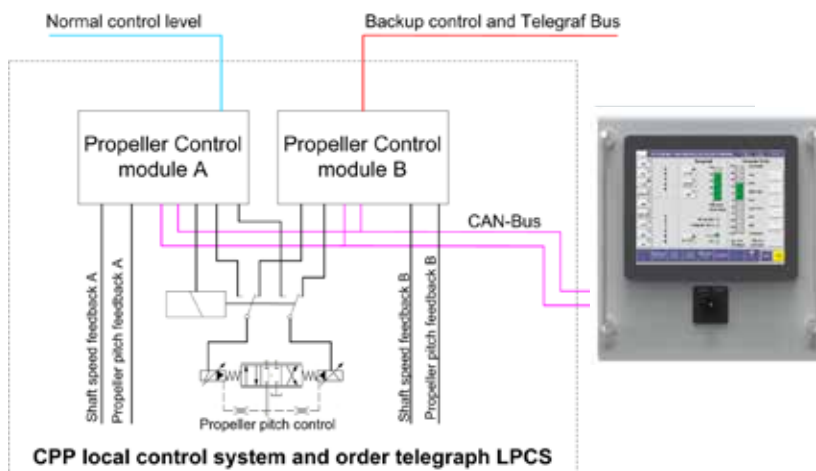 Normal control level
Backup control and Telegraf Bus
Propeller Control
module A
Propeller Control
module B
CAN-Bus
Shaft speed feedback A
Propeller pitch feedback A
Shaft speed feedback B
Propeller pitch feedback B
Propeller pitch control
CPP local control system and order telegraph LPCS